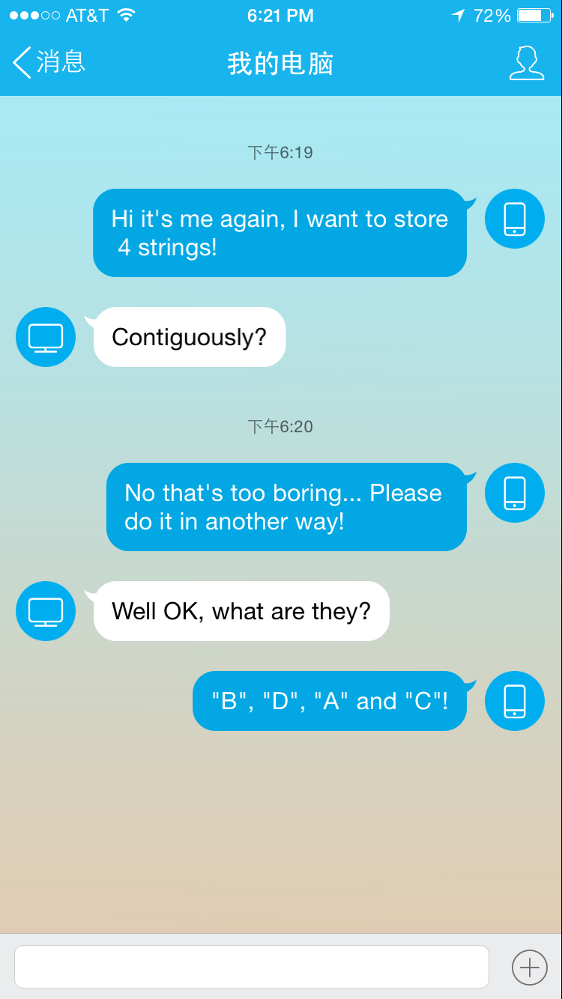 AT&T 6:21 PM 72%
消息 我的电脑
下午6:19
Hi it's me again, I want to store
4 strings!
Contiguously?
下午6:20
No that's too boring... Please
do it in another way!
Well OK, what are they?
"B", "D", "A" and "C"!